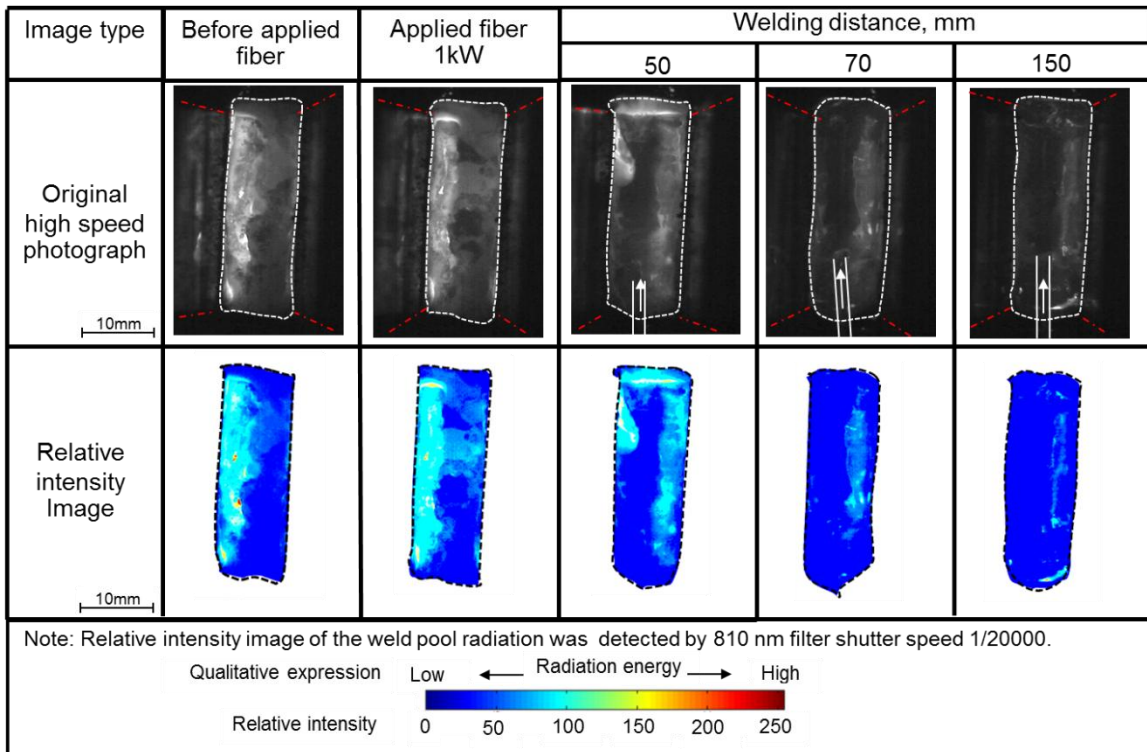 Image type
Before applied
fiber
Applied fiber
1kW
Welding distance, mm
50
70
150
Original
high speed
photograph
10mm
Relative
intensity
Image
10mm
Note: Relative intensity image of the weld pool radiation was detected by 810 nm filter shutter speed 1/20000.
Qualitative expression
Low
Radiation energy
High
Relative intensity
0
50
100
150
200
250